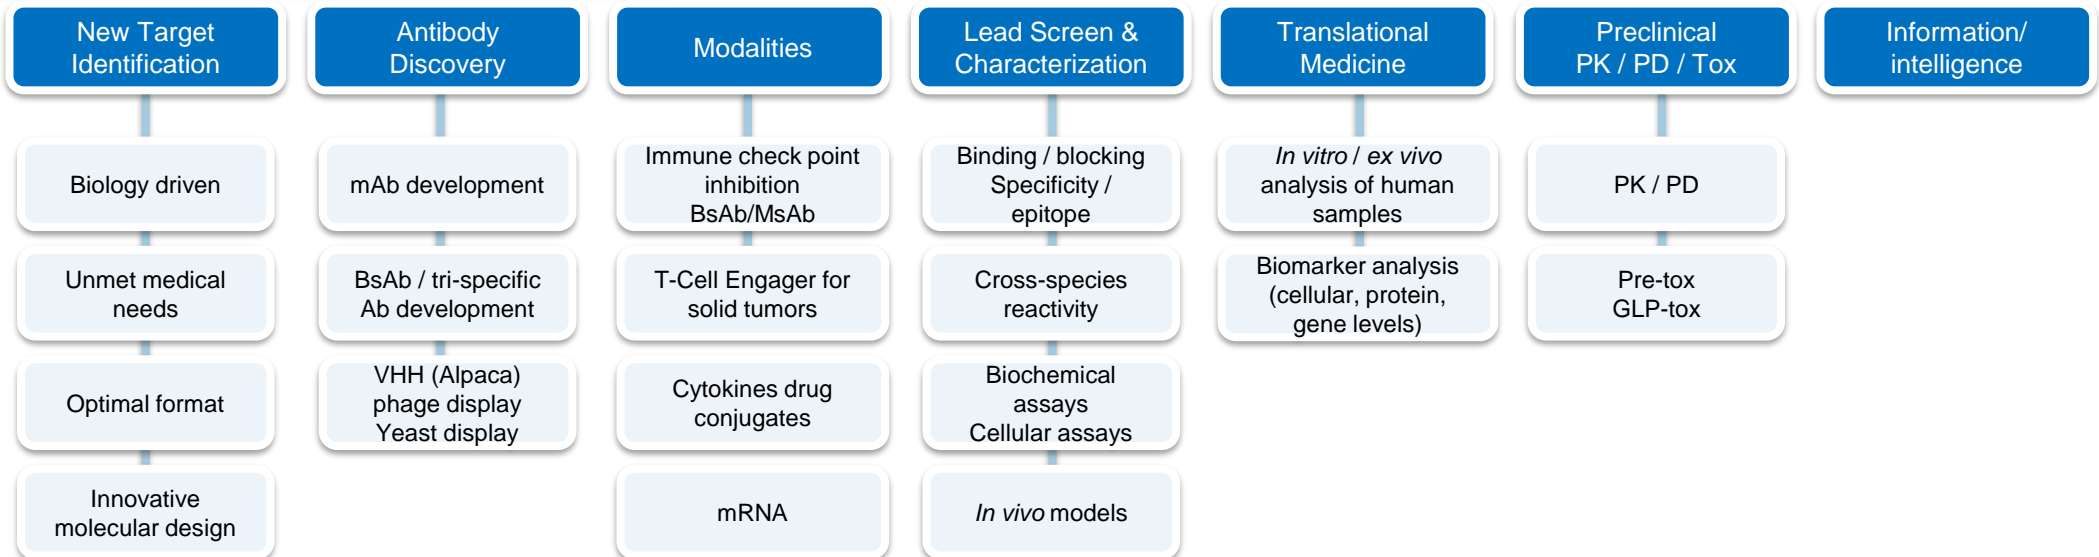 New Target
Identification
Biology driven
Unmet medical
needs
Optimal format
Innovative
molecular design
Antibody
Discovery
mAb development
BsAb / tri-specific
Ab development
VHH (Alpaca)
phage display
Yeast display
Modalities
Immune check point
inhibition
BsAb/MsAb
T-Cell Engager for
solid tumors
Cytokines drug
conjugates
mRNA
Lead Screen &
Characterization
Binding / blocking
Specificity /
epitope
Cross-species
reactivity
Biochemical
assays
Cellular assays
In vivo models
Translational
Medicine
In vitro / ex vivo
analysis of human
samples
Biomarker analysis
(cellular, protein,
gene levels)
Preclinical
PK / PD / Tox
PK / PD
Pre-tox
GLP-tox
Information/
intelligence